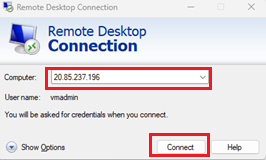 Remote Desktop Connection
Remote Desktop
Connection
Computer: 20.85.237.196
User name: vmadmin
You will be asked for credentials when you connect.
Show Options Connect Help